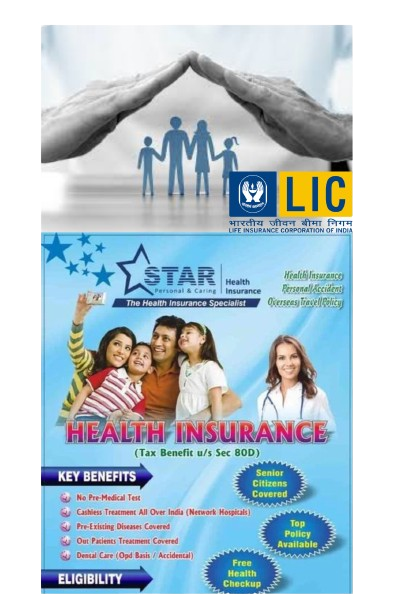 LIC
भारतीय जीवन बीमा निगम
LIFE INSURANCE CORPORATION OF INDIA
STAR
Personal & Caring
Health
Insurance
The Health Insurance Specialist
Health Insurance
Personal Accident
Overseas Travel Policy
HEALTH INSURANCE
(Tax Benefit u/s Sec 80D)
KEY BENEFITS
No Pre-Medical Test
Cashless Treatment All Over India (Network Hospitals)
Pre-Existing Diseases Covered
Out Patients Treatment Covered
Dental Care (Opd Basis / Accidental)
ELIGIBILITY
Senior
Citizens
Covered
Top
Policy
Available
Free
Health
Checkup